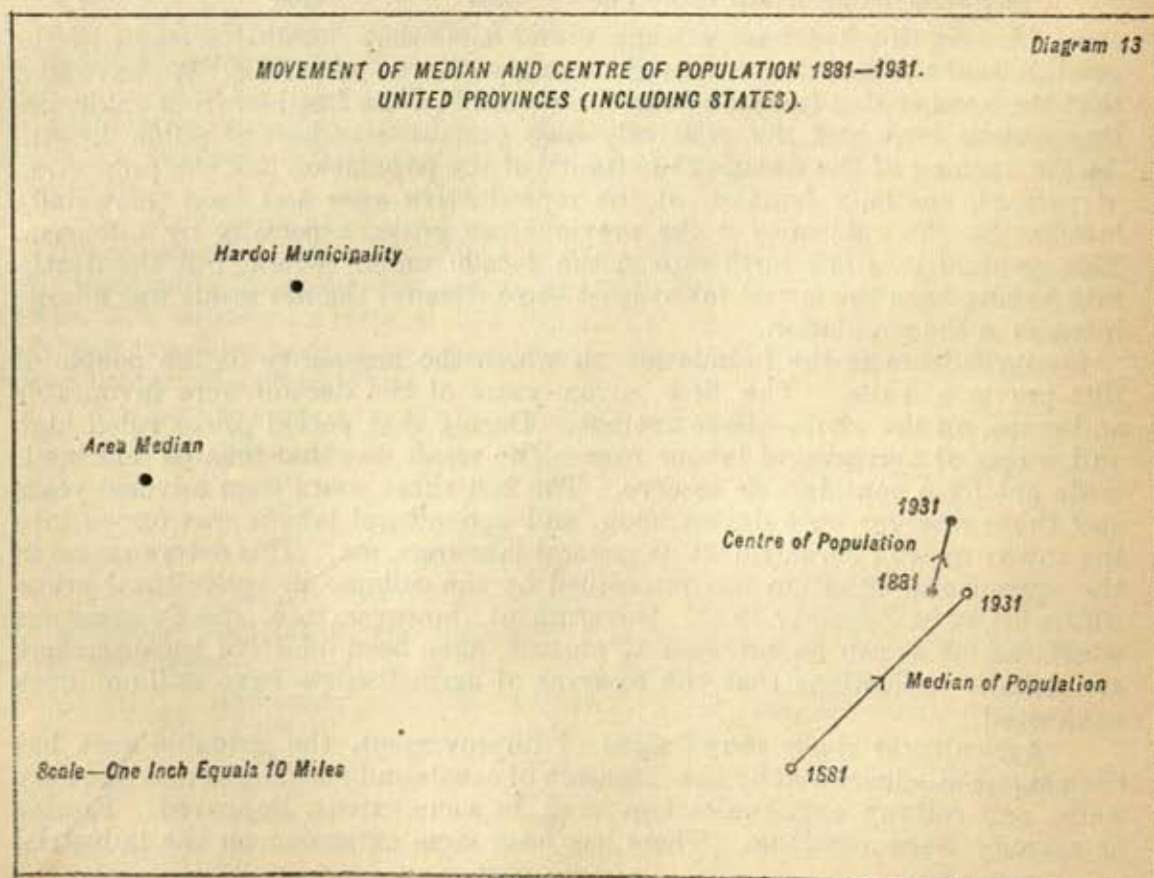 Diagram 13
MOVEMENT OF MEDIAN AND CENTRE OF POPULATION 1881—1931.
UNITED PROVINCES (INCLUDING STATES).
Hardoi Municipality
Area Median
1931
Centre of Population
1881
1931
Median of Population
Scale—One Inch Equals 10 Miles
1881